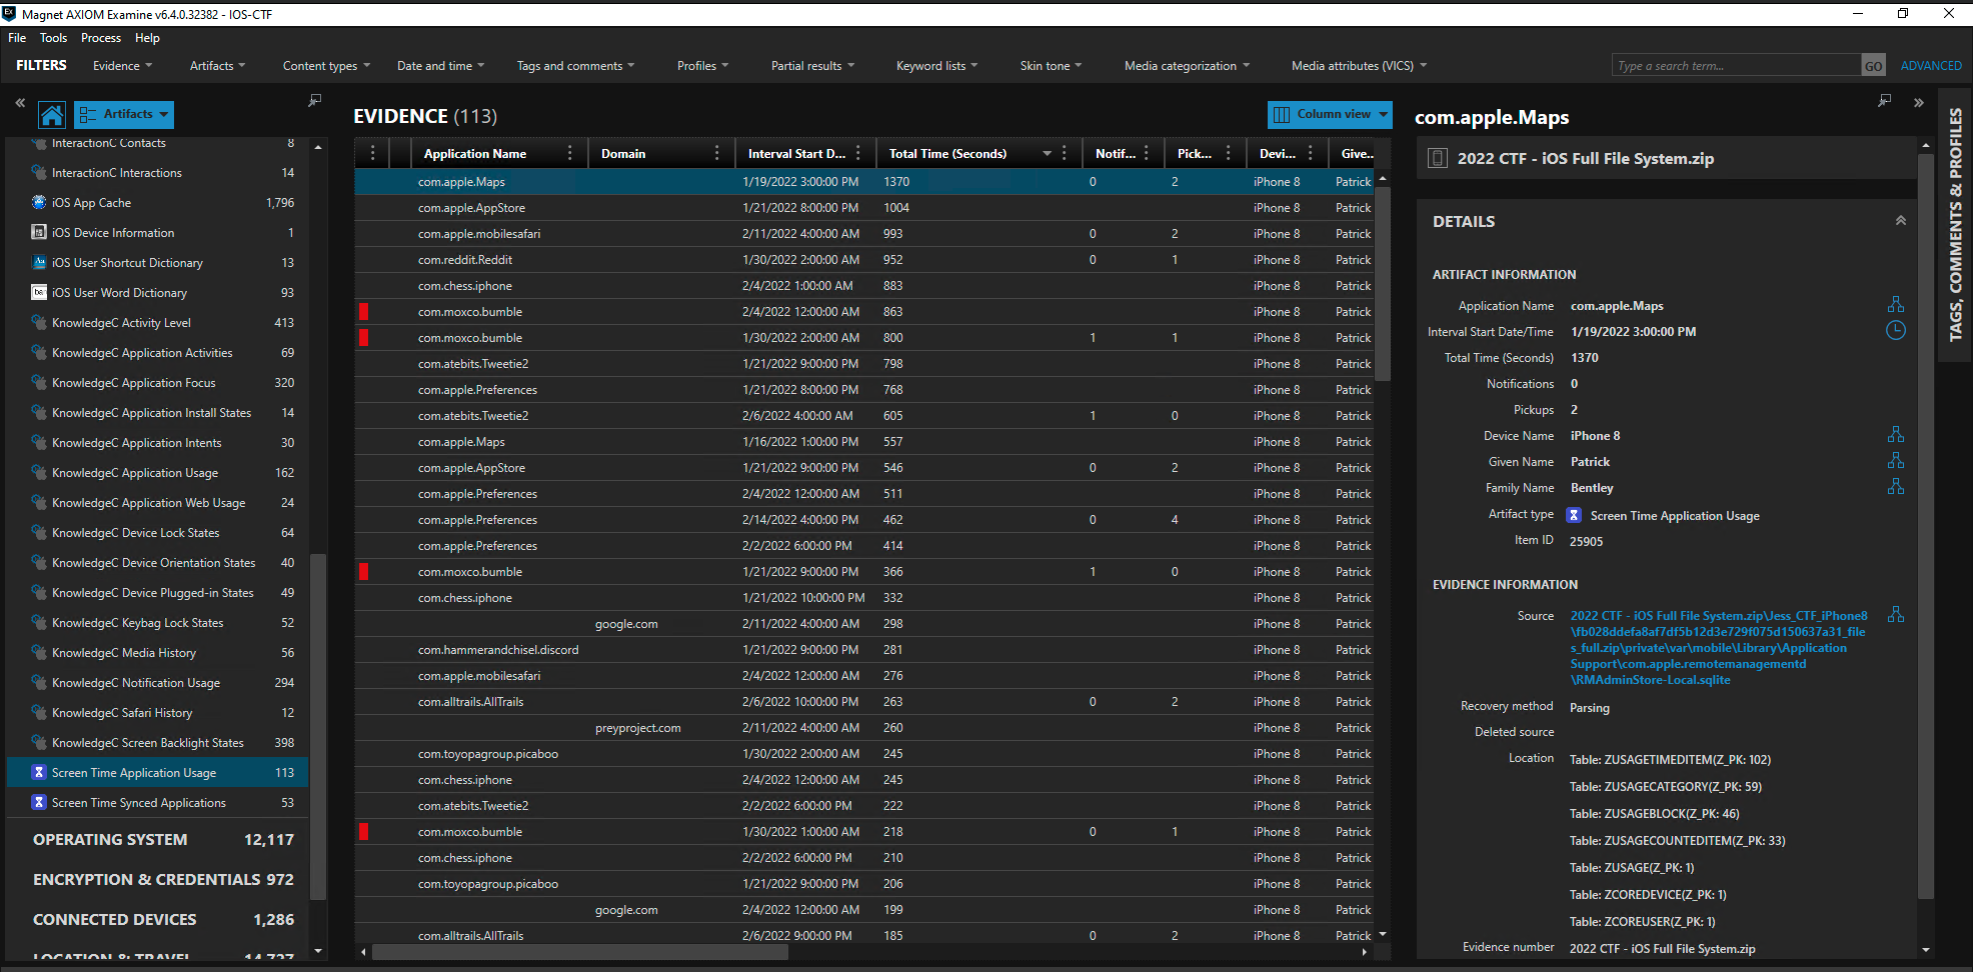 Magnet AXIOM Examine v6.4.0.32382 - IOS-CTF
File Tools Process Help
FILTERS Evidence Artifacts Content types Date and time Tags and comments Profiles Partial results Keyword lists Skin tone Media categorization Media attributes (VICS) Type a search term... GO ADVANCED
Artifacts
InteractionC Contacts 8
InteractionC Interactions 14
iOS App Cache 1,796
iOS Device Information 1
iOS User Shortcut Dictionary 13
iOS User Word Dictionary 93
KnowledgeC Activity Level 413
KnowledgeC Application Activities 69
KnowledgeC Application Focus 320
KnowledgeC Application Install States 14
KnowledgeC Application Intents 30
KnowledgeC Application Usage 162
KnowledgeC Application Web Usage 24
KnowledgeC Device Lock States 64
KnowledgeC Device Orientation States 40
KnowledgeC Device Plugged-in States 49
KnowledgeC Keybag Lock States 52
KnowledgeC Media History 56
KnowledgeC Notification Usage 294
KnowledgeC Safari History 12
KnowledgeC Screen Backlight States 398
Screen Time Application Usage 113
Screen Time Synced Applications 53
OPERATING SYSTEM 12,117
ENCRYPTION & CREDENTIALS 972
CONNECTED DEVICES 1,286
LOCATION & TRAVEL 14,727
EVIDENCE (113) Column view
Application Name Domain Interval Start D... Total Time (Seconds) Notif... Pick... Devi... Give...
com.apple.Maps 1/19/2022 3:00:00 PM 1370 0 2 iPhone 8 Patrick
com.apple.AppStore 1/21/2022 8:00:00 PM 1004 iPhone 8 Patrick
com.apple.mobilesafari 2/11/2022 4:00:00 AM 993 0 2 iPhone 8 Patrick
com.reddit.Reddit 1/30/2022 2:00:00 AM 952 0 1 iPhone 8 Patrick
com.chess.iphone 2/4/2022 1:00:00 AM 883 iPhone 8 Patrick
com.moxco.bumble 2/4/2022 12:00:00 AM 863 iPhone 8 Patrick
com.moxco.bumble 1/30/2022 2:00:00 AM 800 1 1 iPhone 8 Patrick
com.atebits.Tweetie2 1/21/2022 9:00:00 PM 798 iPhone 8 Patrick
com.apple.Preferences 1/21/2022 8:00:00 PM 768 iPhone 8 Patrick
com.atebits.Tweetie2 2/6/2022 4:00:00 AM 605 1 0 iPhone 8 Patrick
com.apple.Maps 1/16/2022 1:00:00 PM 557 iPhone 8 Patrick
com.apple.AppStore 1/21/2022 9:00:00 PM 546 0 2 iPhone 8 Patrick
com.apple.Preferences 2/4/2022 12:00:00 AM 511 iPhone 8 Patrick
com.apple.Preferences 2/14/2022 4:00:00 PM 462 0 4 iPhone 8 Patrick
com.apple.Preferences 2/2/2022 6:00:00 PM 414 iPhone 8 Patrick
com.moxco.bumble 1/21/2022 9:00:00 PM 366 1 0 iPhone 8 Patrick
com.chess.iphone 1/21/2022 10:00:00 PM 332 iPhone 8 Patrick
google.com 2/11/2022 4:00:00 AM 298 iPhone 8 Patrick
com.hammerandchisel.discord 1/21/2022 9:00:00 PM 281 iPhone 8 Patrick
com.apple.mobilesafari 2/4/2022 12:00:00 AM 276 iPhone 8 Patrick
com.alltrails.AllTrails 2/6/2022 10:00:00 PM 263 0 2 iPhone 8 Patrick
preyproject.com 2/11/2022 4:00:00 AM 260 iPhone 8 Patrick
com.toyopagroup.picaboo 1/30/2022 2:00:00 AM 245 iPhone 8 Patrick
com.chess.iphone 2/4/2022 12:00:00 AM 245 iPhone 8 Patrick
com.atebits.Tweetie2 2/2/2022 6:00:00 PM 222 iPhone 8 Patrick
com.moxco.bumble 1/30/2022 1:00:00 AM 218 0 1 iPhone 8 Patrick
com.chess.iphone 2/2/2022 6:00:00 PM 210 iPhone 8 Patrick
com.toyopagroup.picaboo 1/21/2022 9:00:00 PM 206 iPhone 8 Patrick
google.com 2/4/2022 12:00:00 AM 199 iPhone 8 Patrick
com.alltrails.AllTrails 2/6/2022 9:00:00 PM 185 0 2 iPhone 8 Patrick
com.apple.Maps
2022 CTF - iOS Full File System.zip
DETAILS
ARTIFACT INFORMATION
Application Name com.apple.Maps
Interval Start Date/Time 1/19/2022 3:00:00 PM
Total Time (Seconds) 1370
Notifications 0
Pickups 2
Device Name iPhone 8
Given Name Patrick
Family Name Bentley
Artifact type Screen Time Application Usage
Item ID 25905
EVIDENCE INFORMATION
Source 2022 CTF - iOS Full File System.zip\Jess_CTF_iPhone8
\fb028ddefa8af7df5b12d3e729f075d150637a31_file
s_full.zip\private\var\mobile\Library\Application
Support\com.apple.remotemanagementd
\RMAdminStore-Local.sqlite
Recovery method Parsing
Deleted source
Location Table: ZUSAGETIMEDITEM(Z_PK: 102)
Table: ZUSAGECATEGORY(Z_PK: 59)
Table: ZUSAGEBLOCK(Z_PK: 46)
Table: ZUSAGECOUNTEDITEM(Z_PK: 33)
Table: ZUSAGE(Z_PK: 1)
Table: ZCOREDEVICE(Z_PK: 1)
Table: ZCOREUSER(Z_PK: 1)
Evidence number 2022 CTF - iOS Full File System.zip
TAGS, COMMENTS & PROFILES